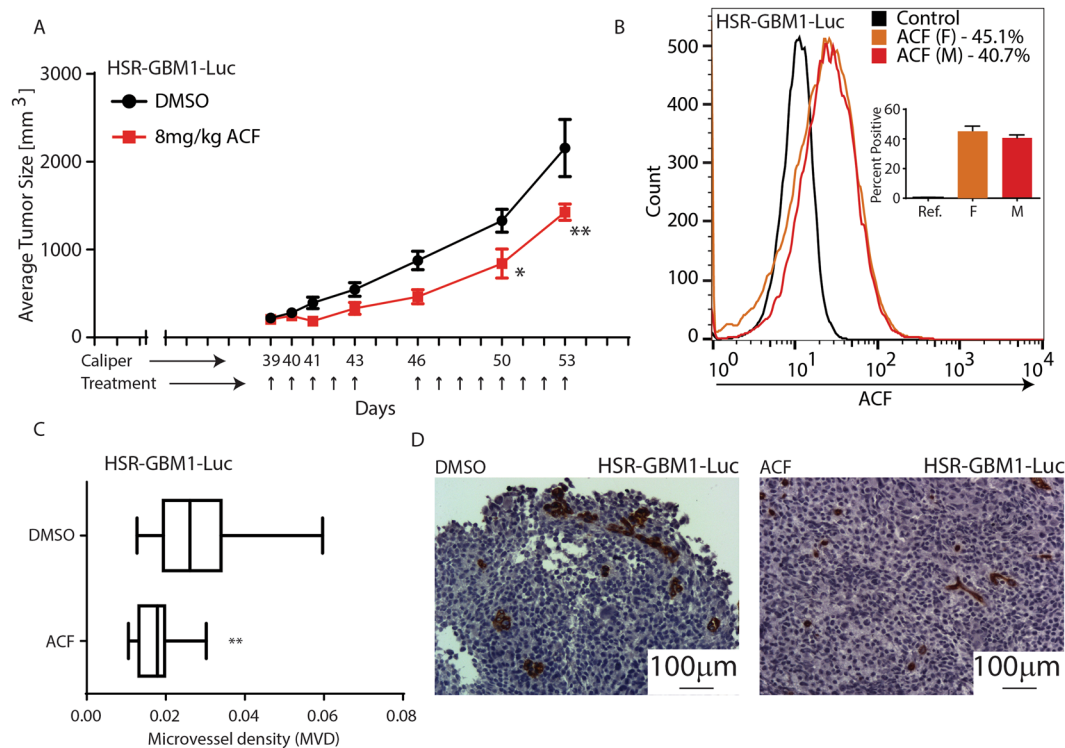 A
HSR-GBM1-Luc
DMSO
8mg/kg ACF
Average Tumor Size [mm 3]
3000
2000
1000
0
Caliper
39 40 41 43 46 50 53
Treatment
Days
*
**
B
HSR-GBM1-Luc
Control
ACF (F) - 45.1%
ACF (M) - 40.7%
Count
500
400
300
200
100
0
10^0 10^1 10^2 10^3 10^4
ACF
Percent Positive
60
40
20
0
Ref. F M
C
HSR-GBM1-Luc
DMSO
ACF
**
0.00 0.02 0.04 0.06 0.08
Microvessel density (MVD)
D
DMSO HSR-GBM1-Luc
100μm
ACF HSR-GBM1-Luc
100μm